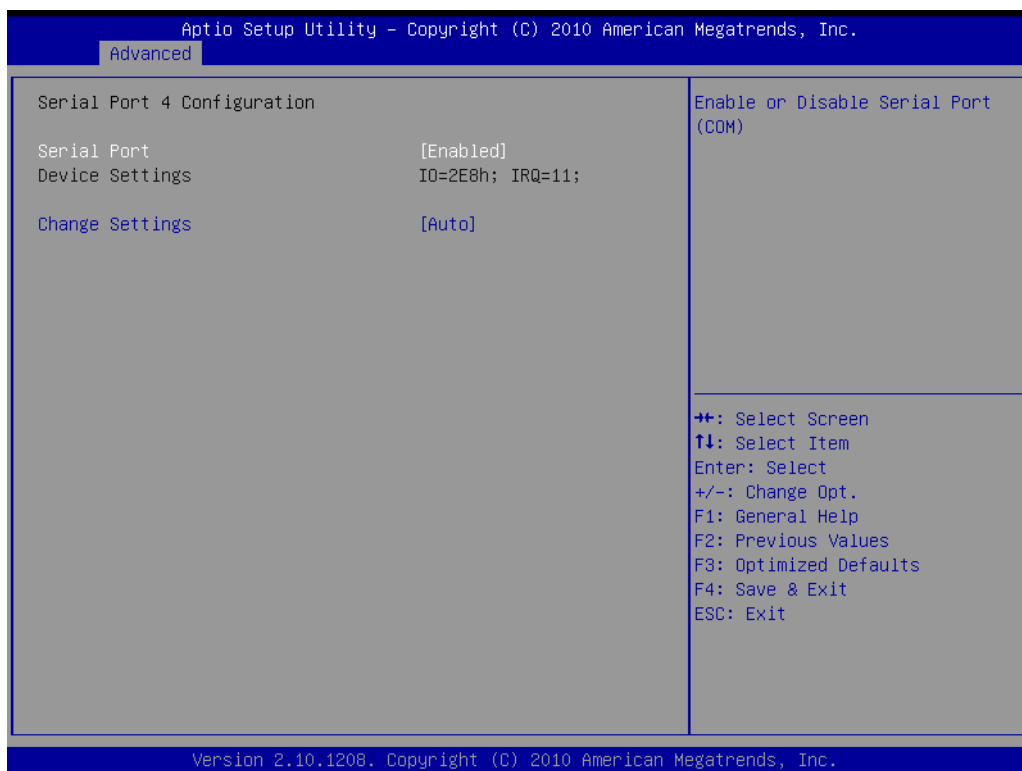 Aptio Setup Utility – Copyright (C) 2010 American Megatrends, Inc.
Advanced
Serial Port 4 Configuration
Serial Port [Enabled]
Device Settings IO=2E8h; IRQ=11;
Change Settings [Auto]
Enable or Disable Serial Port
(COM)
→←: Select Screen
↑↓: Select Item
Enter: Select
+/-: Change Opt.
F1: General Help
F2: Previous Values
F3: Optimized Defaults
F4: Save & Exit
ESC: Exit
Version 2.10.1208. Copyright (C) 2010 American Megatrends, Inc.